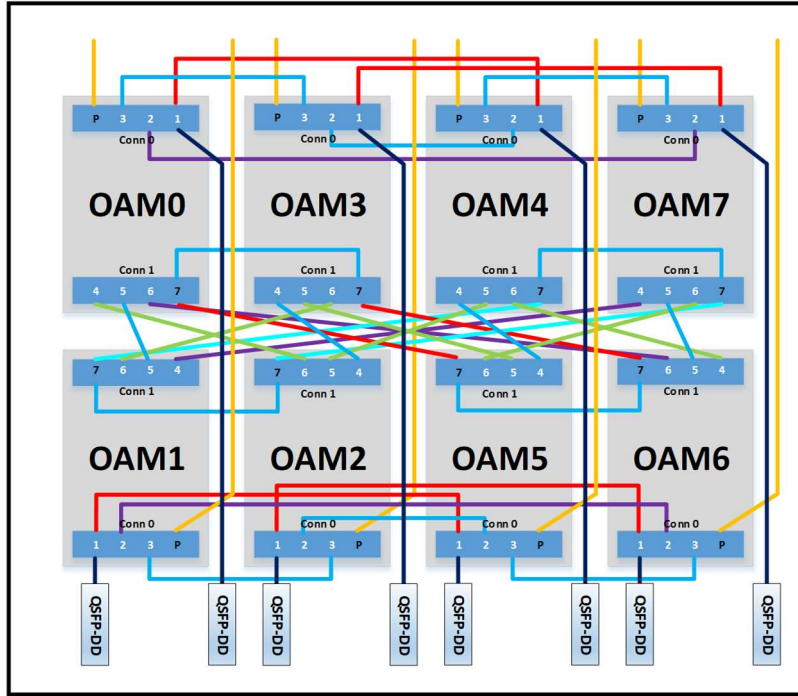 P 3 2 1 P 3 2 1 P 3 2 1 P 3 2 1
Conn 0 Conn 0 Conn 0 Conn 0
OAM0 OAM3 OAM4 OAM7
Conn 1 Conn 1 Conn 1 Conn 1
4 5 6 7 4 5 6 7 4 5 6 7 4 5 6 7
7 6 5 4 7 6 5 4 7 6 5 4 7 6 5 4
Conn 1 Conn 1 Conn 1 Conn 1
OAM1 OAM2 OAM5 OAM6
Conn 0 Conn 0 Conn 0 Conn 0
1 2 3 P 1 2 3 P 1 2 3 P 1 2 3 P
QSFP-DD QSFP-DD QSFP-DD QSFP-DD QSFP-DD QSFP-DD QSFP-DD QSFP-DD